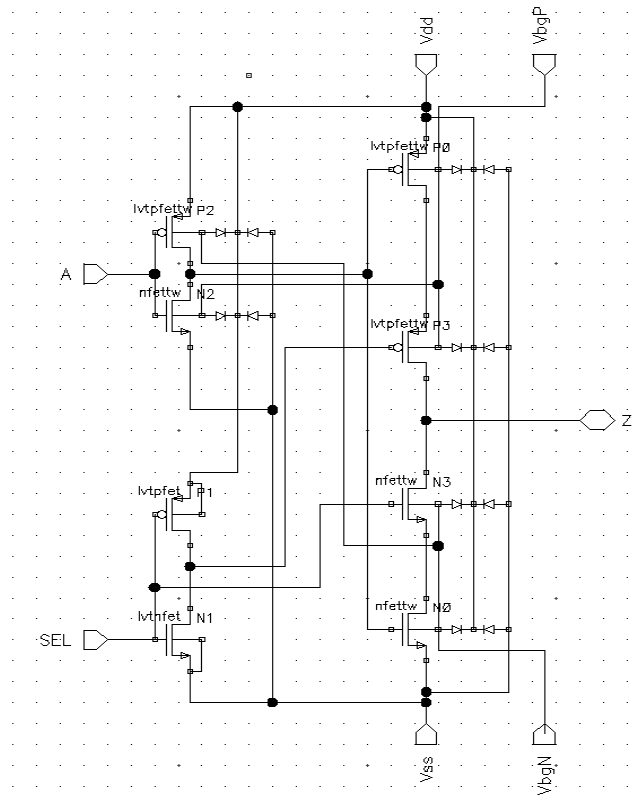 Vdd
VbgP
lvtpfettw P0
lvtpfettw P2
A
nfettw N2
lvtpfettw P3
Z
nfettw N3
lvtpfet P1
nfettw N0
lvtnfet N1
SEL
Vss
VbgN